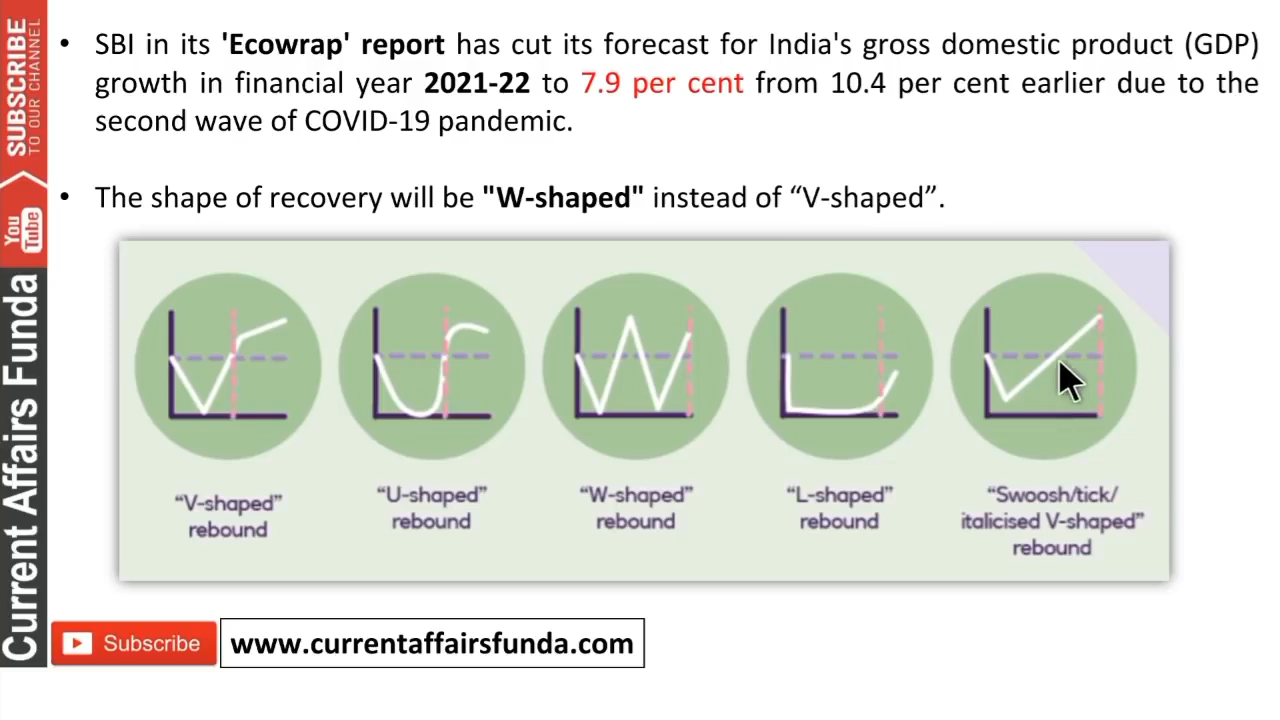 SUBSCRIBE
TO OUR CHANNEL
You
Tube
Current Affairs Funda
• SBI in its 'Ecowrap' report has cut its forecast for India's gross domestic product (GDP)
growth in financial year 2021-22 to 7.9 per cent from 10.4 per cent earlier due to the
second wave of COVID-19 pandemic.
• The shape of recovery will be "W-shaped" instead of “V-shaped”.
“V-shaped”
rebound
“U-shaped”
rebound
“W-shaped”
rebound
“L-shaped”
rebound
“Swoosh/tick/
italicised V-shaped”
rebound
Subscribe
www.currentaffairsfunda.com